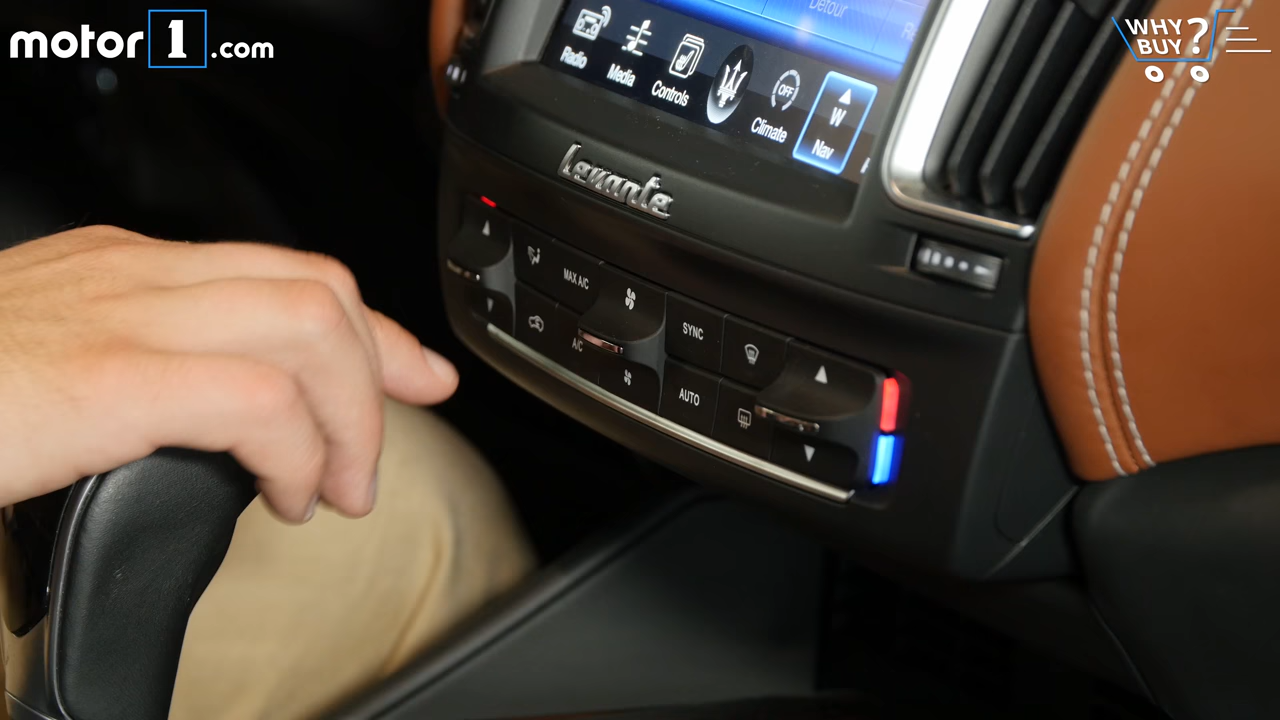 motor1.com
WHY
BUY?
Detour
Radio
Media
Controls
OFF
Climate
W
Nav
Levante
MAX A/C
A/C
SYNC
AUTO